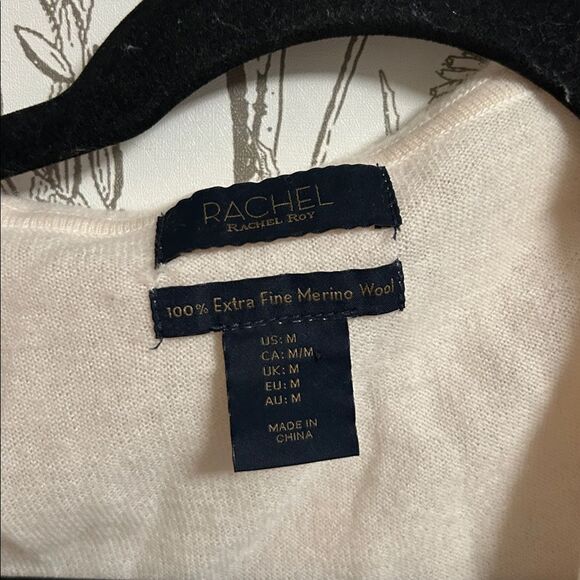 RACHEL
RACHEL ROY
100% Extra Fine Merino Wool
US: M
CA: M/M
UK: M
EU: M
AU: M
MADE IN
CHINA